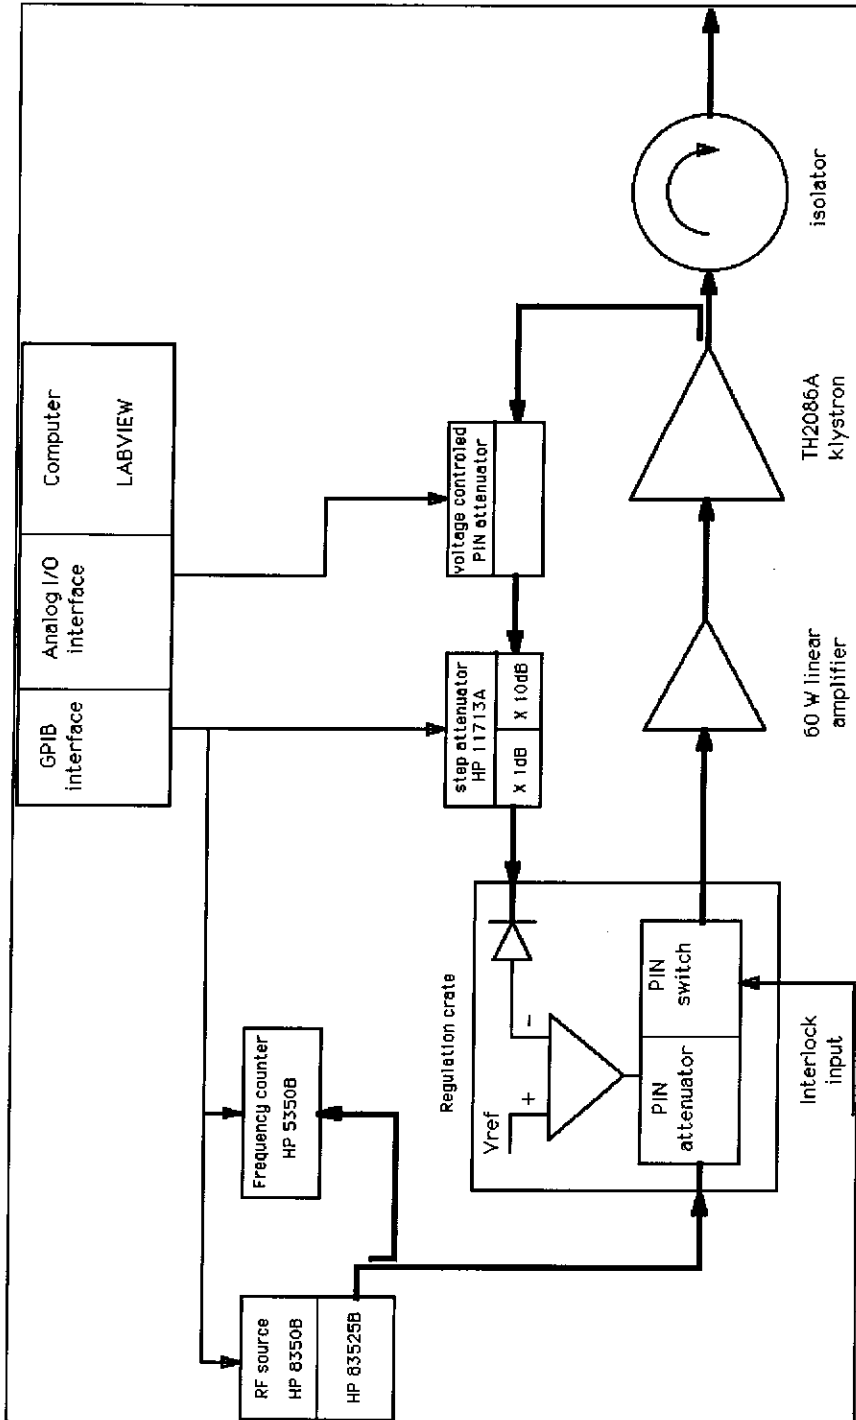 GPIB
interface
Analog I/O
interface
Computer
LABVIEW
RF source
HP 8350B
HP 83525B
Frequency counter
HP 5350B
step attenuator
HP 11713A
X 1dB
X 10dB
voltage controled
PIN attenuator
Regulation crate
Vref
+
-
PIN
attenuator
PIN
switch
Interlock
input
60 W linear
amplifier
TH2086A
klystron
isolator